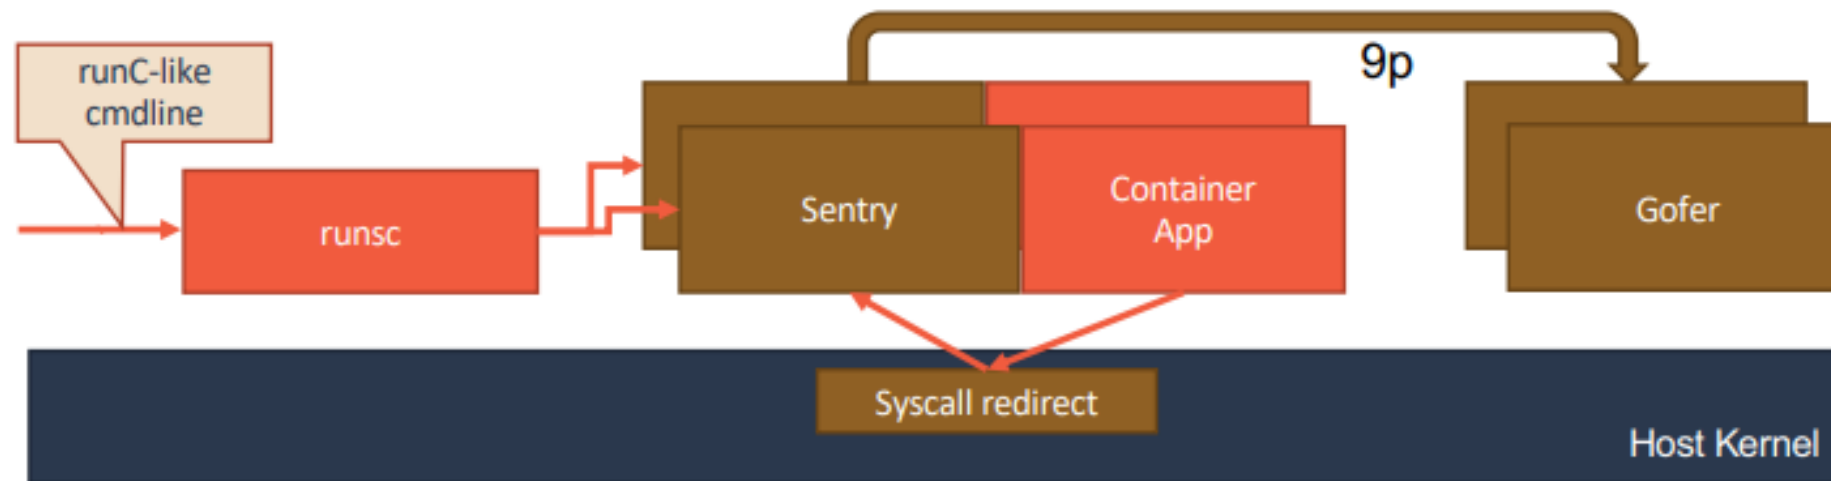 runC-like
cmdline
9p
runsc
Sentry
Container
App
Gofer
Syscall redirect
Host Kernel